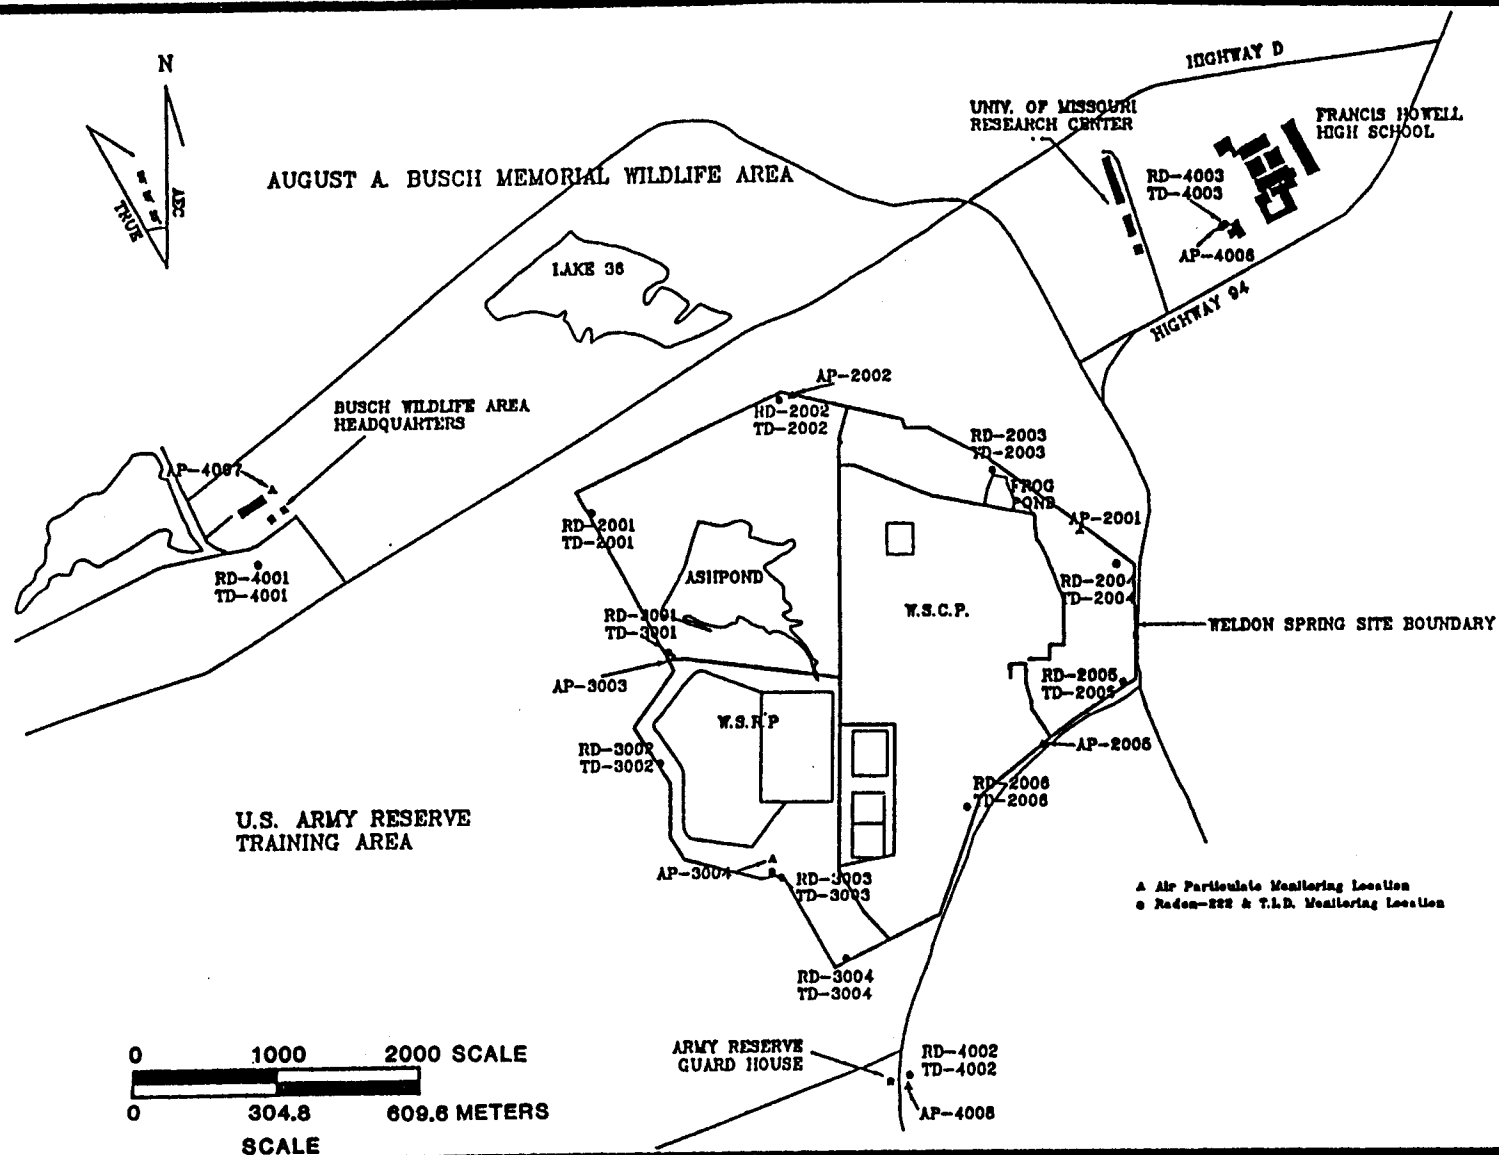 N
TRUE
AEC
HIGHWAY D
UNIV. OF MISSOURI
RESEARCH CENTER
FRANCIS HOWELL
HIGH SCHOOL
RD-4003
TD-4003
AP-4006
HIGHWAY 94
AUGUST A. BUSCH MEMORIAL WILDLIFE AREA
LAKE 36
AP-2002
RD-2002
TD-2002
BUSCH WILDLIFE AREA
HEADQUARTERS
AP-4007
RD-4001
TD-4001
RD-2003
TD-2003
FROG
POND
AP-2001
RD-2001
TD-2001
ASHPOND
RD-2004
TD-2004
W.S.C.P.
WELDON SPRING SITE BOUNDARY
RD-3001
TD-3001
AP-3003
RD-2005
TD-2005
W.S.R.P
AP-2005
RD-3002
TD-3002
RD-2006
TD-2006
U.S. ARMY RESERVE
TRAINING AREA
AP-3004
RD-3003
TD-3003
▲ Air Particulate Monitoring Location
● Radon-222 & T.L.D. Monitoring Location
RD-3004
TD-3004
ARMY RESERVE
GUARD HOUSE
RD-4002
TD-4002
AP-4008
0 1000 2000 SCALE
0 304.8 609.6 METERS
SCALE